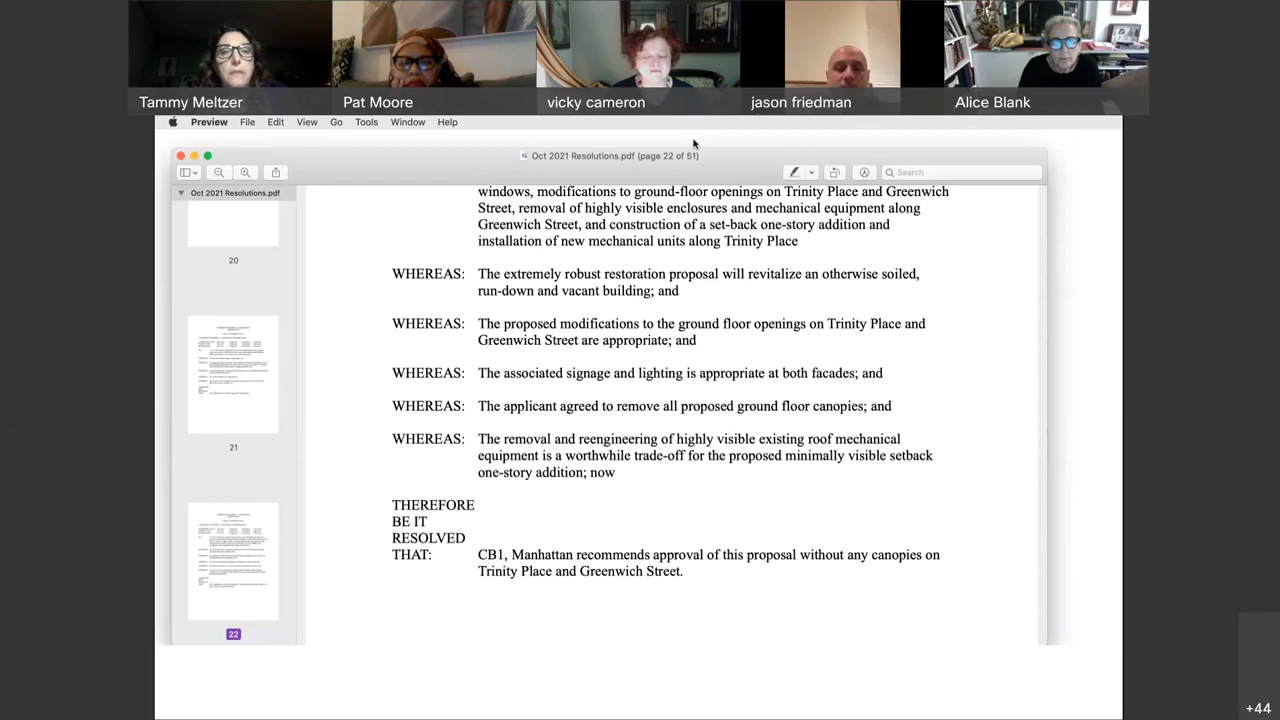 Tammy Meltzer
Pat Moore
vicky cameron
jason friedman
Alice Blank
Preview File Edit View Go Tools Window Help
Oct 2021 Resolutions.pdf (page 22 of 51)
Search
Oct 2021 Resolutions.pdf
20
21
22
windows, modifications to ground-floor openings on Trinity Place and Greenwich
Street, removal of highly visible enclosures and mechanical equipment along
Greenwich Street, and construction of a set-back one-story addition and
installation of new mechanical units along Trinity Place
WHEREAS: The extremely robust restoration proposal will revitalize an otherwise soiled,
run-down and vacant building; and
WHEREAS: The proposed modifications to the ground floor openings on Trinity Place and
Greenwich Street are appropriate; and
WHEREAS: The associated signage and lighting is appropriate at both facades; and
WHEREAS: The applicant agreed to remove all proposed ground floor canopies; and
WHEREAS: The removal and reengineering of highly visible existing roof mechanical
equipment is a worthwhile trade-off for the proposed minimally visible setback
one-story addition; now
THEREFORE
BE IT
RESOLVED
THAT: CB1, Manhattan recommends approval of this proposal without any canopies on
Trinity Place and Greenwich Street.
+44